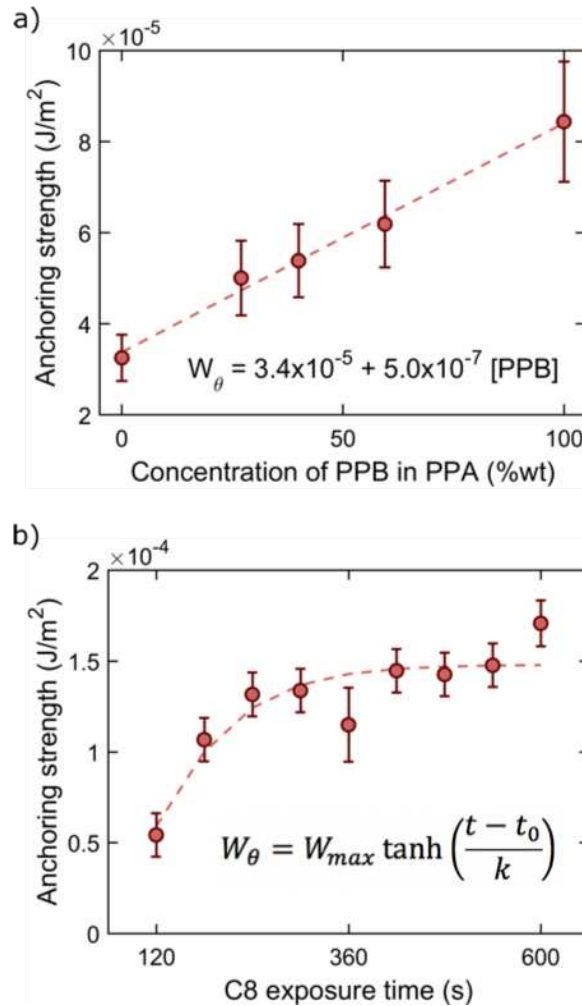 a)
×10⁻⁵
10
8
6
4
2
Anchoring strength (J/m²)
W_θ = 3.4x10⁻⁵ + 5.0x10⁻⁷ [PPB]
0
50
100
Concentration of PPB in PPA (%wt)
b)
×10⁻⁴
2
1.5
1
0.5
0
Anchoring strength (J/m²)
W_θ = W_max tanh((t − t₀)/k)
120
360
600
C8 exposure time (s)